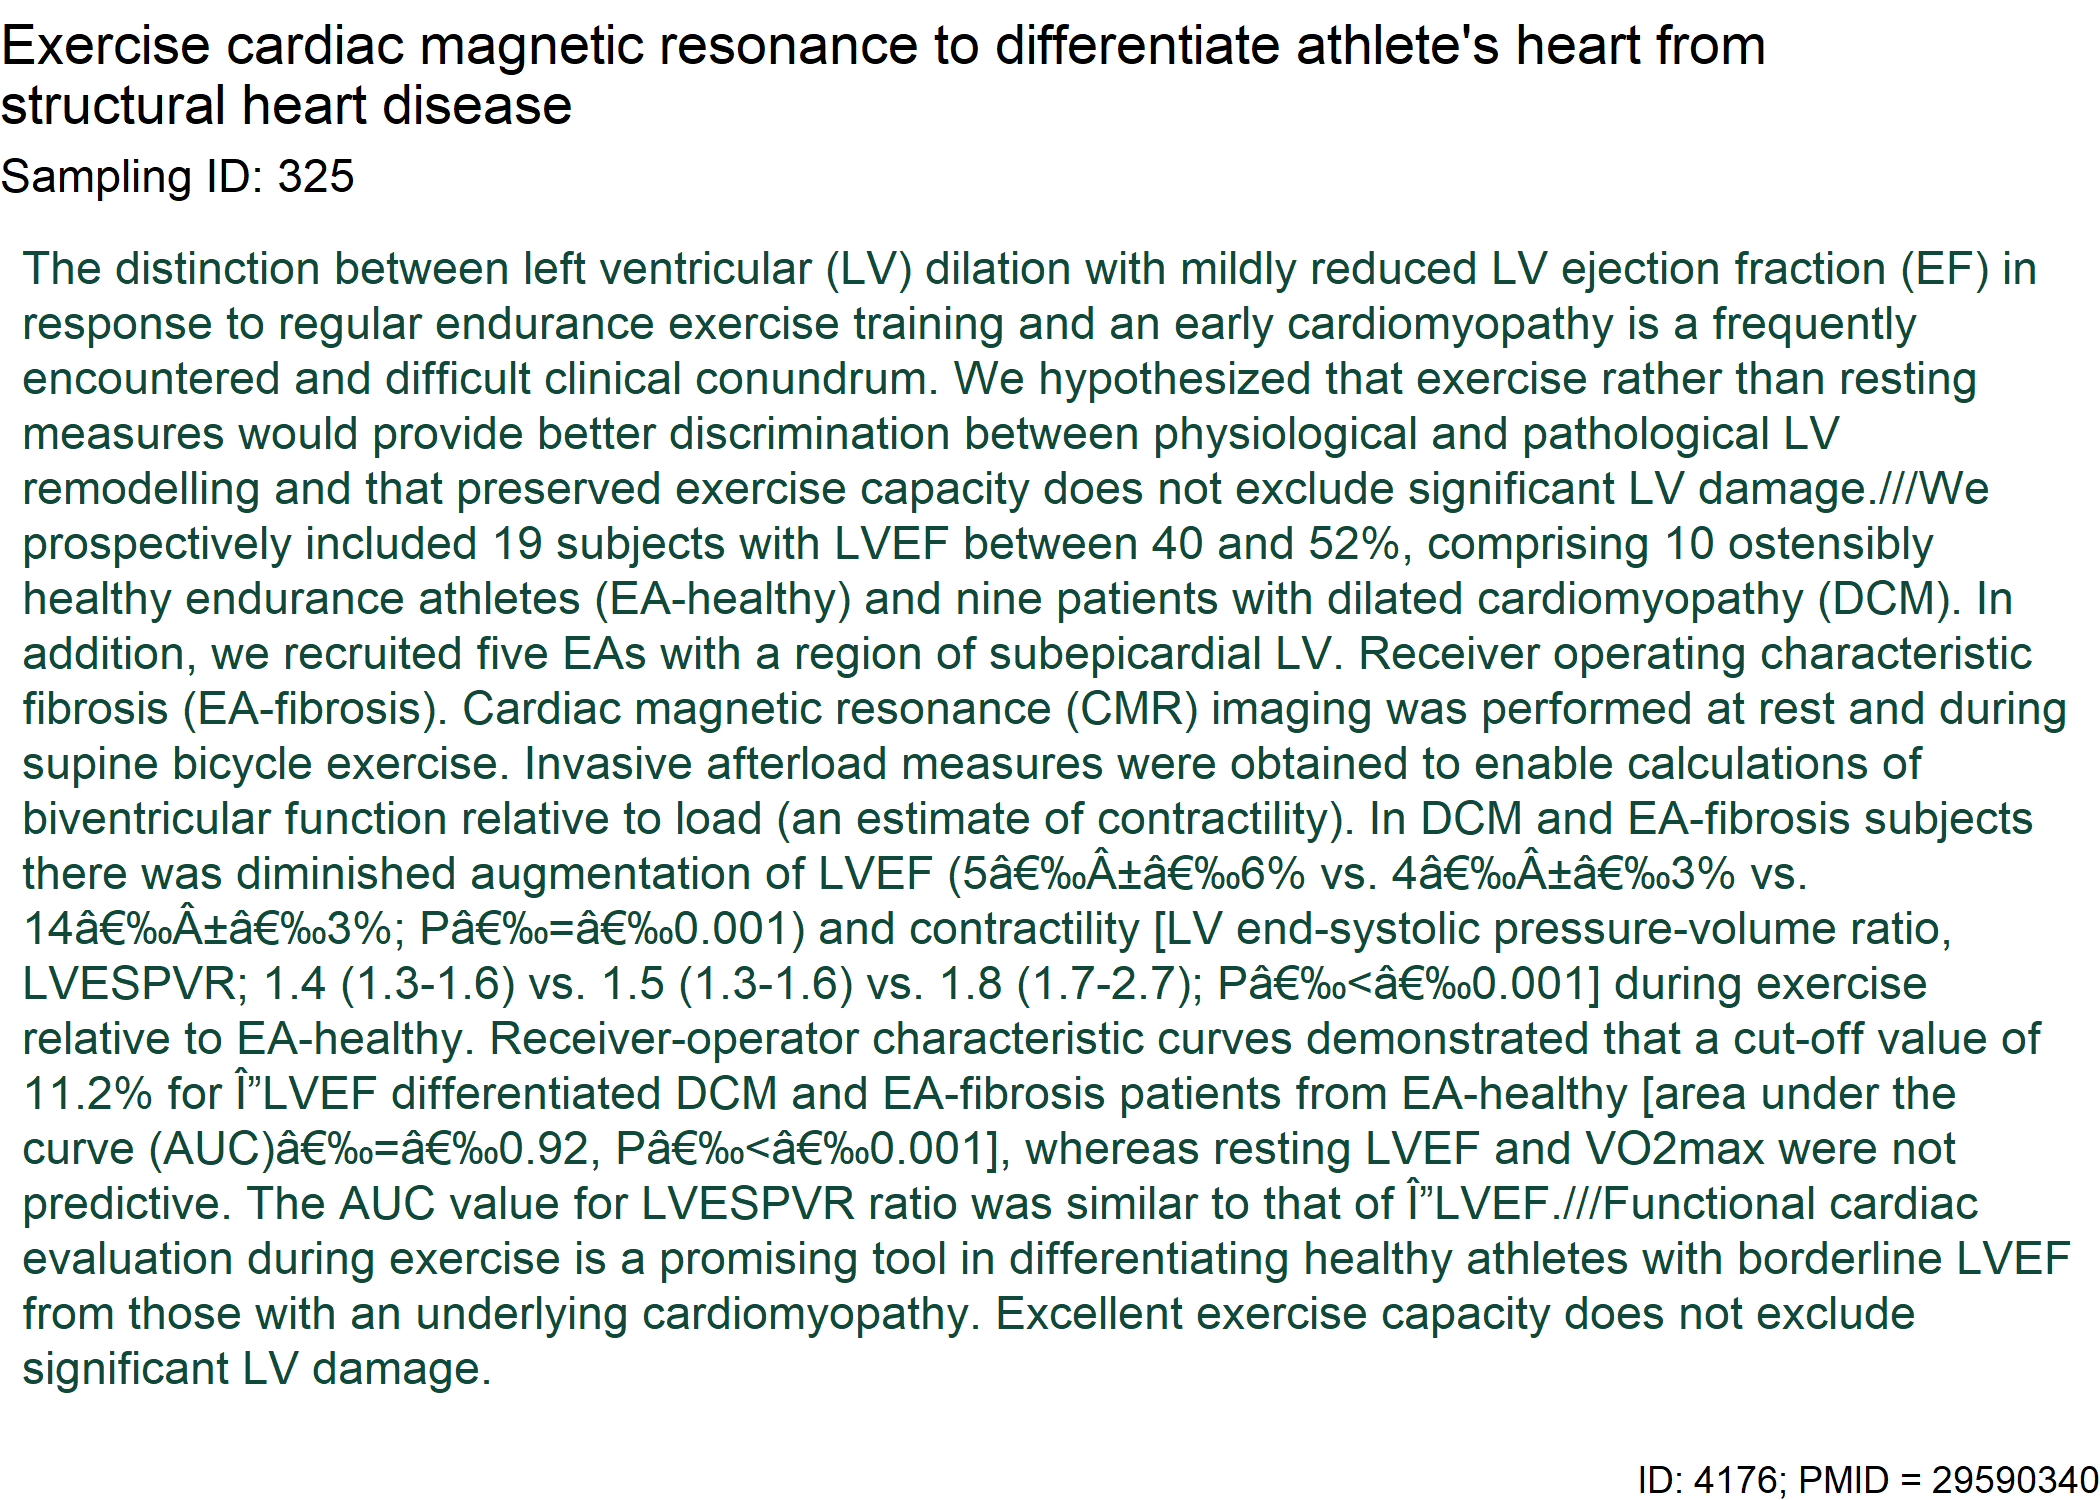 Exercise cardiac magnetic resonance to differentiate athlete's heart from
structural heart disease
Sampling ID: 325
The distinction between left ventricular (LV) dilation with mildly reduced LV ejection fraction (EF) in
response to regular endurance exercise training and an early cardiomyopathy is a frequently
encountered and difficult clinical conundrum. We hypothesized that exercise rather than resting
measures would provide better discrimination between physiological and pathological LV
remodelling and that preserved exercise capacity does not exclude significant LV damage.///We
prospectively included 19 subjects with LVEF between 40 and 52%, comprising 10 ostensibly
healthy endurance athletes (EA-healthy) and nine patients with dilated cardiomyopathy (DCM). In
addition, we recruited five EAs with a region of subepicardial LV. Receiver operating characteristic
fibrosis (EA-fibrosis). Cardiac magnetic resonance (CMR) imaging was performed at rest and during
supine bicycle exercise. Invasive afterload measures were obtained to enable calculations of
biventricular function relative to load (an estimate of contractility). In DCM and EA-fibrosis subjects
there was diminished augmentation of LVEF (5â€‰Â±â€‰6% vs. 4â€‰Â±â€‰3% vs.
14â€‰Â±â€‰3%; Pâ€‰=â€‰0.001) and contractility [LV end-systolic pressure-volume ratio,
LVESPVR; 1.4 (1.3-1.6) vs. 1.5 (1.3-1.6) vs. 1.8 (1.7-2.7); Pâ€‰<â€‰0.001] during exercise
relative to EA-healthy. Receiver-operator characteristic curves demonstrated that a cut-off value of
11.2% for Î”LVEF differentiated DCM and EA-fibrosis patients from EA-healthy [area under the
curve (AUC)â€‰=â€‰0.92, Pâ€‰<â€‰0.001], whereas resting LVEF and VO2max were not
predictive. The AUC value for LVESPVR ratio was similar to that of Î”LVEF.///Functional cardiac
evaluation during exercise is a promising tool in differentiating healthy athletes with borderline LVEF
from those with an underlying cardiomyopathy. Excellent exercise capacity does not exclude
significant LV damage.
ID: 4176; PMID = 29590340